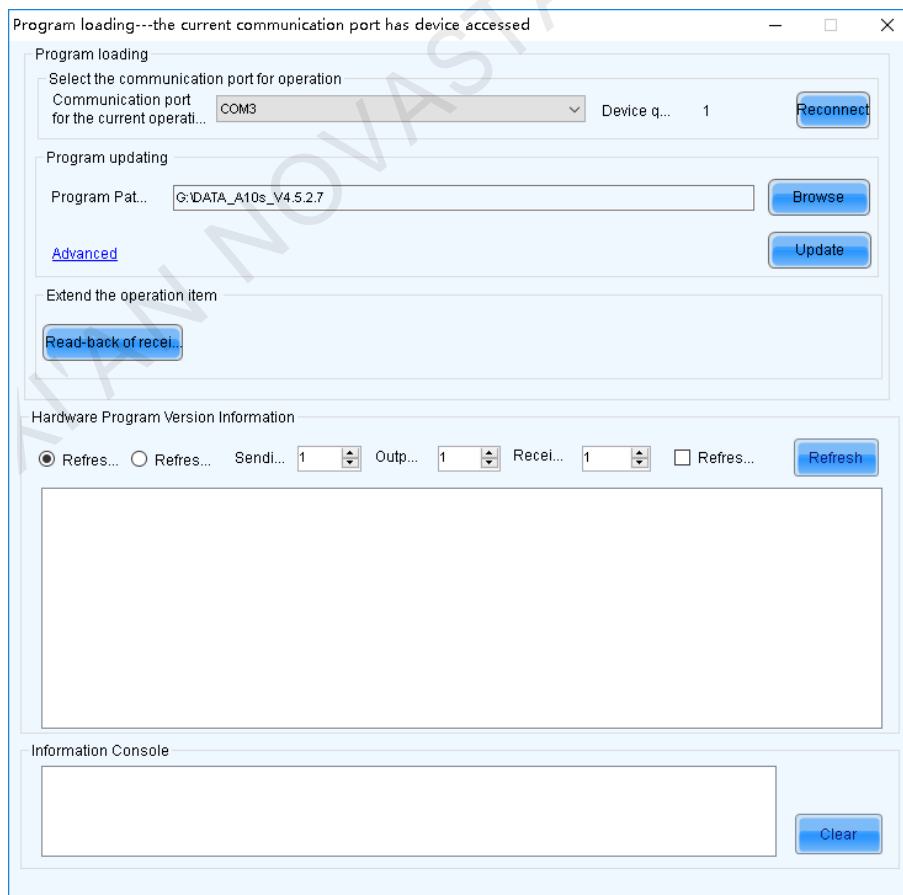 Program loading---the current communication port has device accessed
Program loading
Select the communication port for operation
Communication port
for the current operati...
COM3
Device q...
1
Reconnect
Program updating
Program Pat...
G:\DATA_A10s_V4.5.2.7
Browse
Advanced
Update
Extend the operation item
Read-back of recei...
Hardware Program Version Information
Refres...
Refres...
Sendi...
1
Outp...
1
Recei...
1
Refres...
Refresh
Information Console
Clear
XI'AN NOVASTA